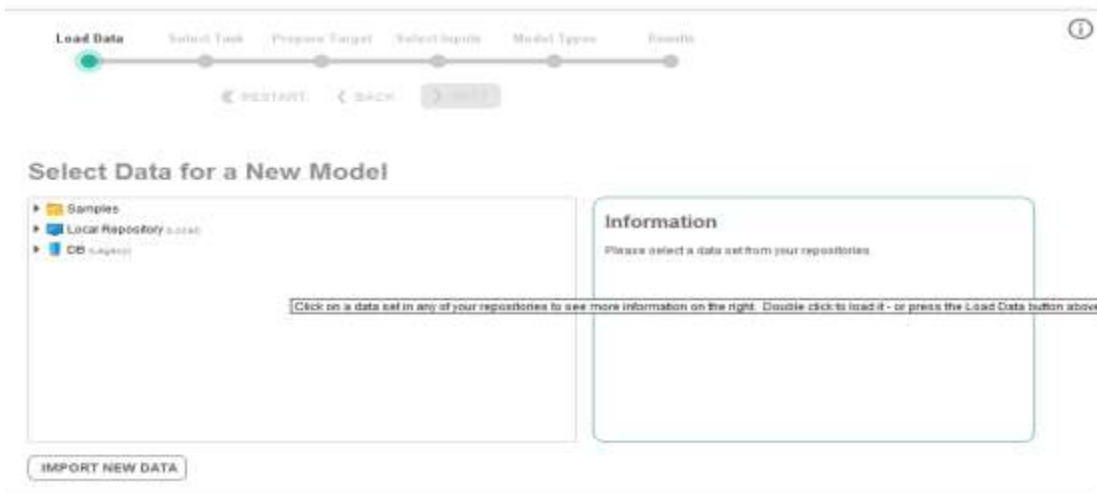 Load Data Select Task Prepare Target Select Inputs Model Types Results
RESTART BACK NEXT
Select Data for a New Model
Samples
Local Repository (Local)
DB (Legacy)
Information
Please select a data set from your repositories
Click on a data set in any of your repositories to see more information on the right. Double click to load it - or press the Load Data button above
IMPORT NEW DATA